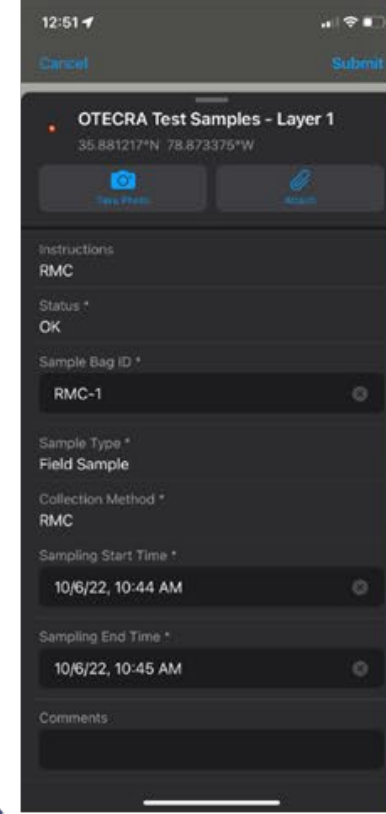 12:51
Cancel
Submit
OTECRA Test Samples - Layer 1
35.881217°N 78.873375°W
Take Photo
Attach
Instructions
RMC
Status *
OK
Sample Bag ID *
RMC-1
Sample Type *
Field Sample
Collection Method *
RMC
Sampling Start Time *
10/6/22, 10:44 AM
Sampling End Time *
10/6/22, 10:45 AM
Comments